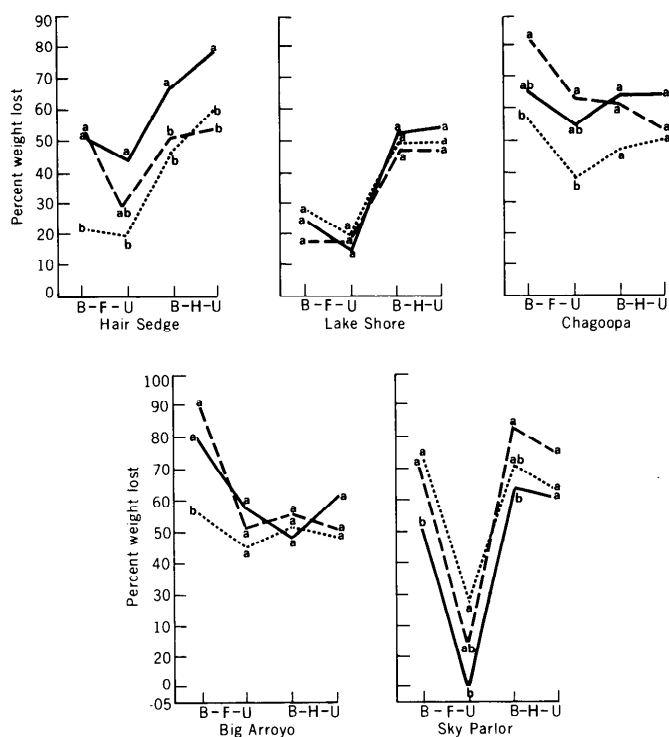 90
80
70
60
50
40
30
20
10
0
Percent weight lost
a
a
a
a
a
a
ab
b
b
b
b
b
B-F-U B-H-U
Hair Sedge
a
a
a
a
a
a
a
a
a
a
a
a
B-F-U B-H-U
Lake Shore
a
ab
b
a
ab
b
a
a
a
a
a
a
B-F-U B-H-U
Chagoopa
100
90
80
70
60
50
40
30
10
20
0
-05
Percent weight lost
a
a
b
a
a
a
a
a
a
a
a
a
B-F-U B-H-U
Big Arroyo
a
a
b
a
ab
b
a
ab
b
a
a
a
B-F-U B-H-U
Sky Parlor